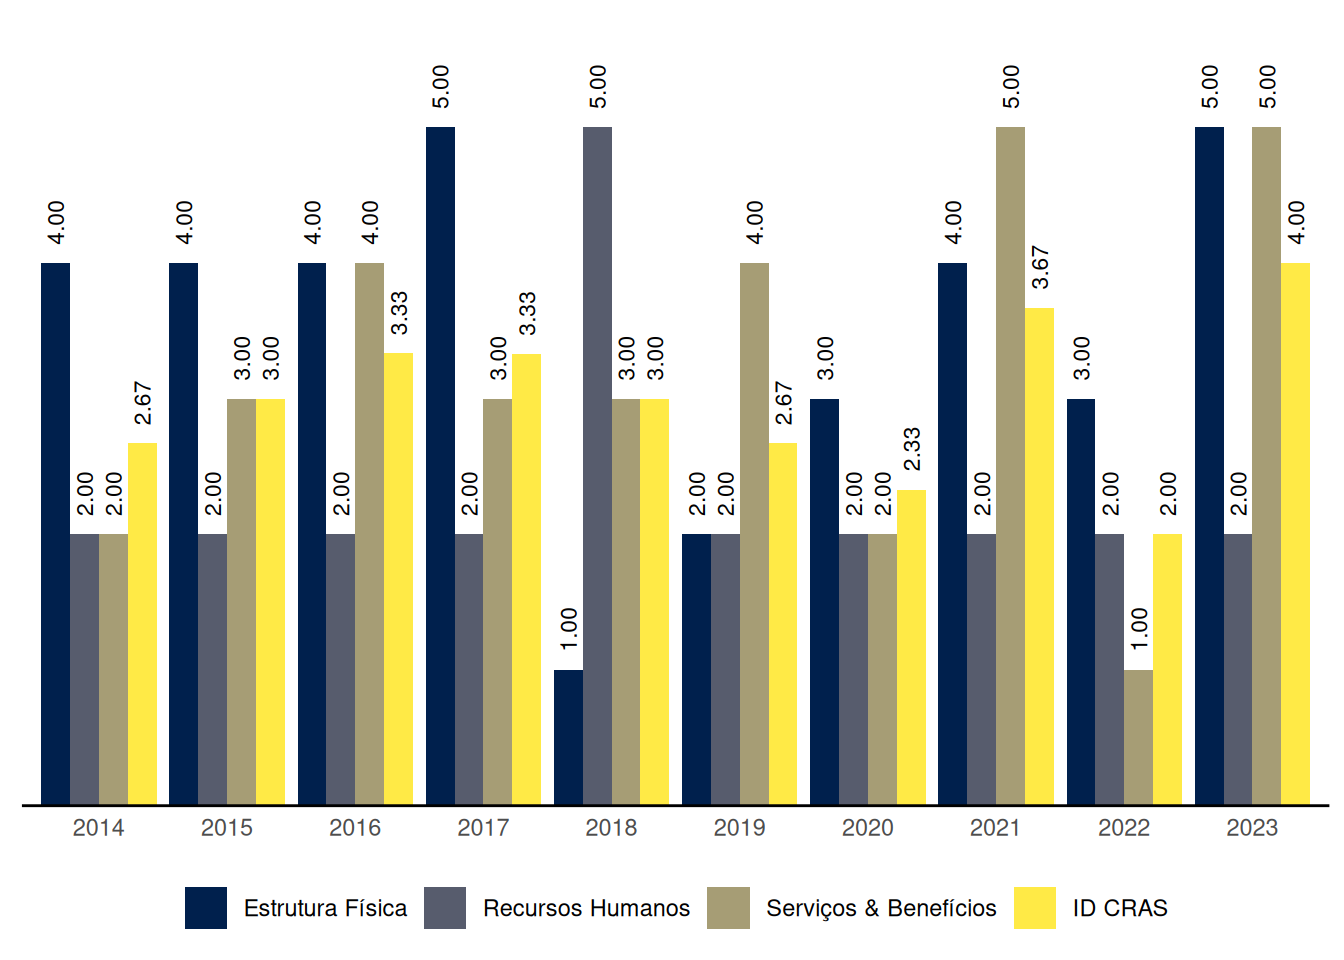 4.00 2.00 2.00 2.67
4.00 2.00 3.00 3.00
4.00 2.00 4.00 3.33
5.00 2.00 3.00 3.33
1.00 5.00 3.00 3.00
2.00 2.00 4.00 2.67
3.00 2.00 2.00 2.33
4.00 2.00 5.00 3.67
3.00 2.00 1.00 2.00
5.00 2.00 5.00 4.00
2014 2015 2016 2017 2018 2019 2020 2021 2022 2023
Estrutura Física Recursos Humanos Serviços & Benefícios ID CRAS